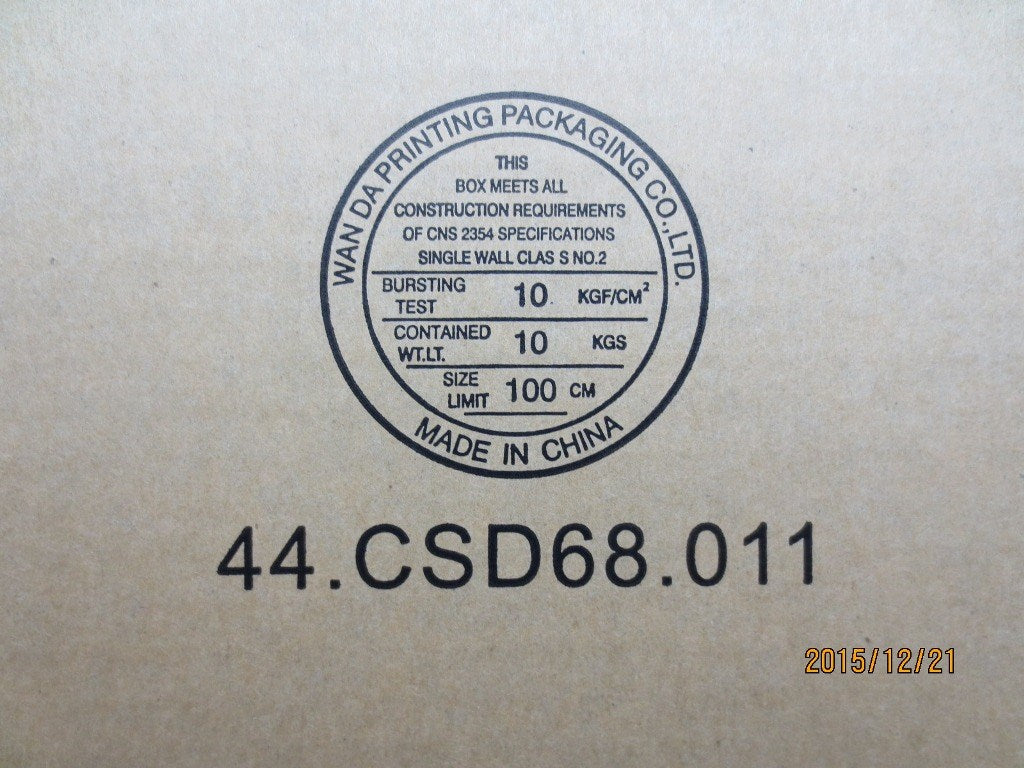 WAN DA PRINTING PACKAGING CO.,LTD.
THIS
BOX MEETS ALL
CONSTRUCTION REQUIREMENTS
OF CNS 2354 SPECIFICATIONS
SINGLE WALL CLAS S NO.2
BURSTING TEST 10 KGF/CM²
CONTAINED WT.LT. 10 KGS
SIZE LIMIT 100 CM
MADE IN CHINA
44.CSD68.011
2015/12/21